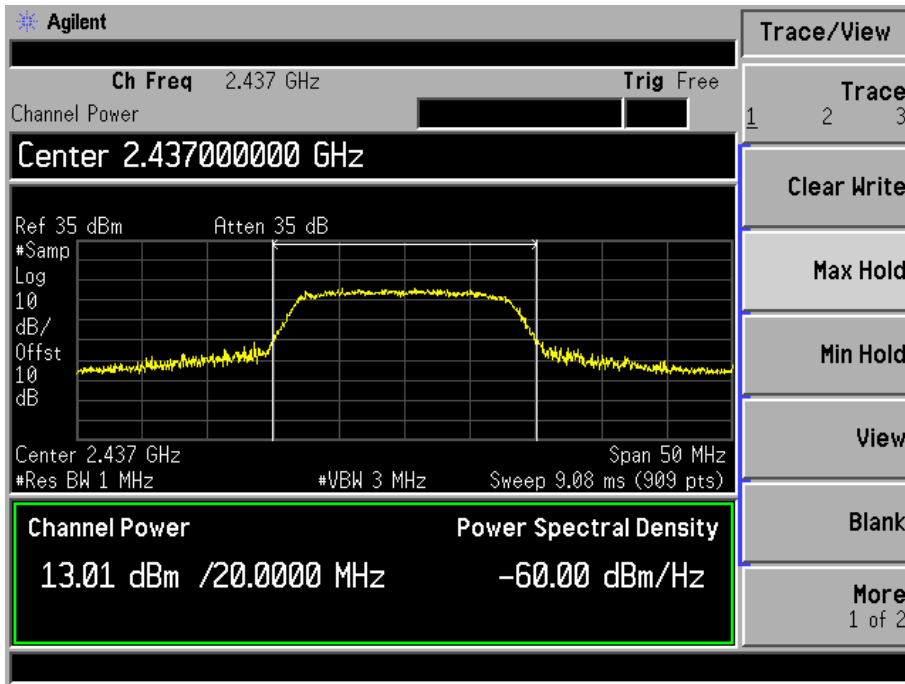 Agilent
Ch Freq 2.437 GHz Trig Free
Channel Power
Center 2.437000000 GHz
Ref 35 dBm Atten 35 dB
#Samp
Log
10
dB/
Offst
10
dB
Center 2.437 GHz Span 50 MHz
#Res BW 1 MHz #VBW 3 MHz Sweep 9.08 ms (909 pts)
Channel Power Power Spectral Density
13.01 dBm /20.0000 MHz -60.00 dBm/Hz
Trace/View
Trace
1 2 3
Clear Write
Max Hold
Min Hold
View
Blank
More
1 of 2